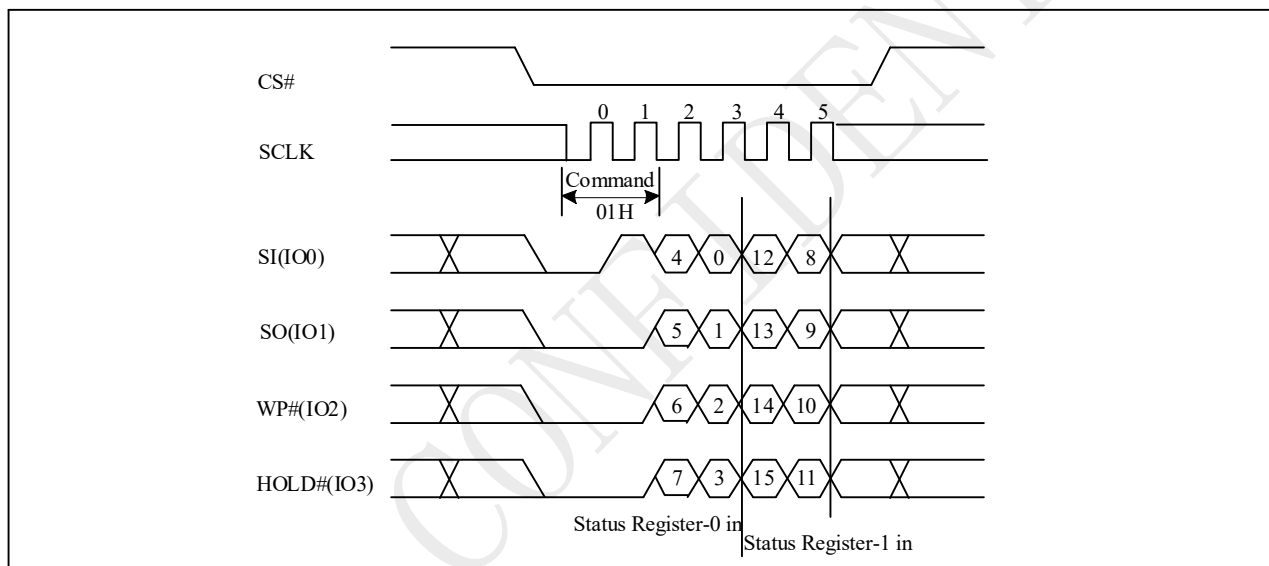 CS#
0 1 2 3 4 5
SCLK
Command
01H
SI(IO0) 4 0 12 8
SO(IO1) 5 1 13 9
WP#(IO2) 6 2 14 10
HOLD#(IO3) 7 3 15 11
Status Register-0 in
Status Register-1 in
CONFIDENT